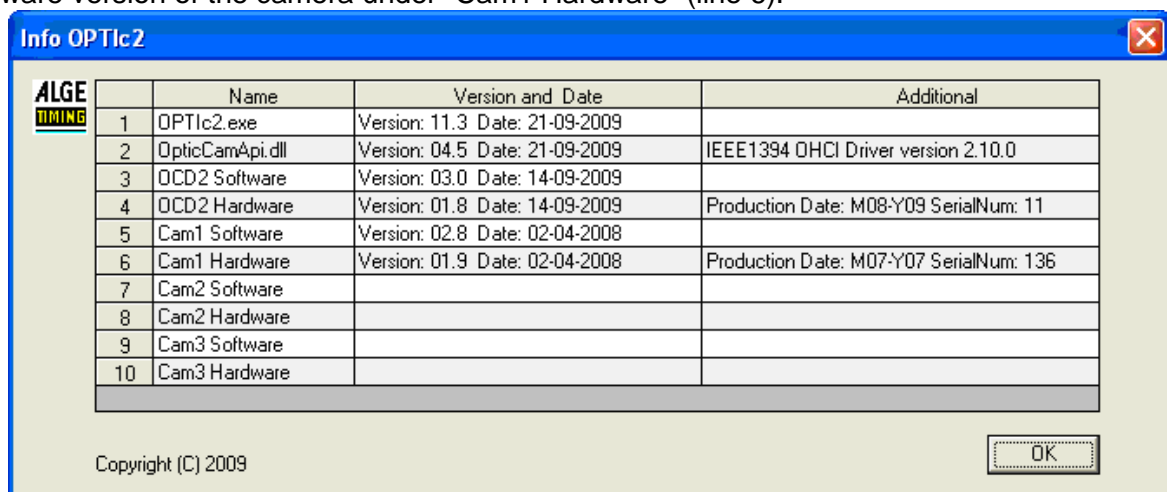 ware version of the camera under "Cam1 Hardware" (line 6).
Info OPTIc2
ALGE
TIMING
Name Version and Date Additional
1 OPTIc2.exe Version: 11.3 Date: 21-09-2009
2 OpticCamApi.dll Version: 04.5 Date: 21-09-2009 IEEE1394 OHCI Driver version 2.10.0
3 OCD2 Software Version: 03.0 Date: 14-09-2009
4 OCD2 Hardware Version: 01.8 Date: 14-09-2009 Production Date: M08-Y09 SerialNum: 11
5 Cam1 Software Version: 02.8 Date: 02-04-2008
6 Cam1 Hardware Version: 01.9 Date: 02-04-2008 Production Date: M07-Y07 SerialNum: 136
7 Cam2 Software
8 Cam2 Hardware
9 Cam3 Software
10 Cam3 Hardware
Copyright (C) 2009
OK